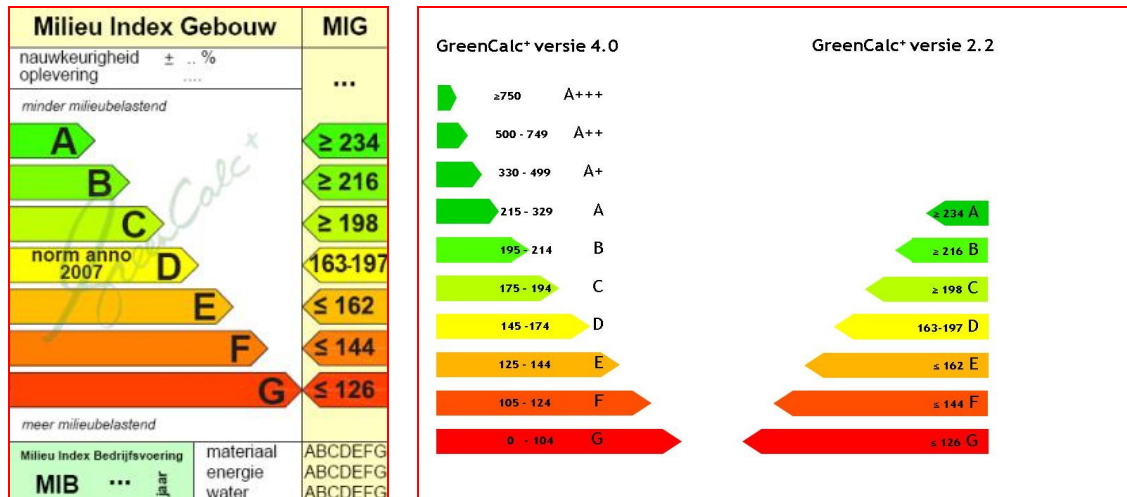 Milieu Index Gebouw MIG
nauwkeurigheid ± .. %
oplevering ....
...
minder milieubelastend
A ≥ 234
B ≥ 216
C ≥ 198
norm anno
2007 D 163-197
E ≤ 162
F ≤ 144
G ≤ 126
GreenCalc+
meer milieubelastend
Milieu Index Bedrijfsvoering
MIB ... jaar
materiaal ABCDEFG
energie ABCDEFG
water ABCDEFG
GreenCalc⁺ versie 4.0
≥750 A+++
500 - 749 A++
330 - 499 A+
215 - 329 A
195 - 214 B
175 - 194 C
145 -174 D
125 - 144 E
105 - 124 F
0 - 104 G
GreenCalc⁺ versie 2.2
≥ 234 A
≥ 216 B
≥ 198 C
163-197 D
≤ 162 E
≤ 144 F
≤ 126 G